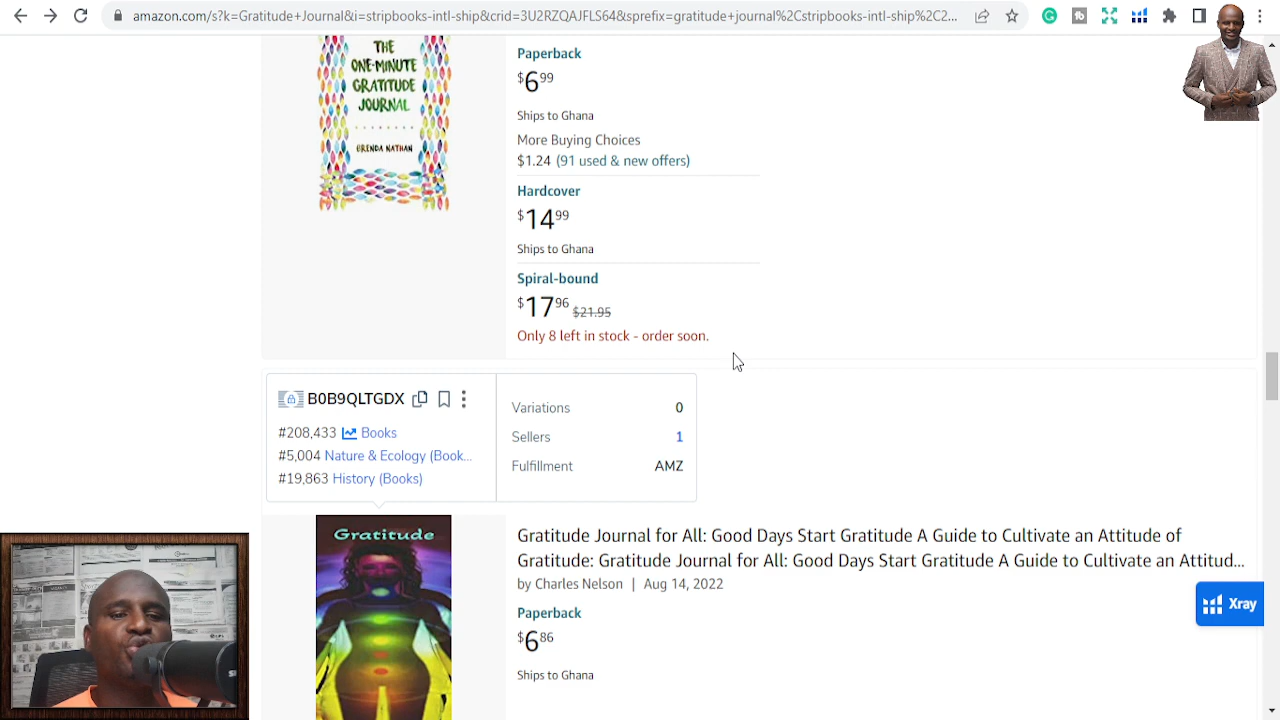 amazon.com/s?k=Gratitude+Journal&i=stripbooks-intl-ship&crid=3U2RZQAJFLS64&sprefix=gratitude+journal%2Cstripbooks-intl-ship%2C2...
THE
ONE-MINUTE
GRATITUDE
JOURNAL
BRENDA NATHAN
Paperback
$6.99
Ships to Ghana
More Buying Choices
$1.24 (91 used & new offers)
Hardcover
$14.99
Ships to Ghana
Spiral-bound
$17.96 $21.95
Only 8 left in stock - order soon.
B0B9QLTGDX
#208,433 Books
#5,004 Nature & Ecology (Book...
#19,863 History (Books)
Variations 0
Sellers 1
Fulfillment AMZ
Gratitude
Gratitude Journal for All: Good Days Start Gratitude A Guide to Cultivate an Attitude of
Gratitude: Gratitude Journal for All: Good Days Start Gratitude A Guide to Cultivate an Attitud...
by Charles Nelson | Aug 14, 2022
Paperback
$6.86
Ships to Ghana
Xray